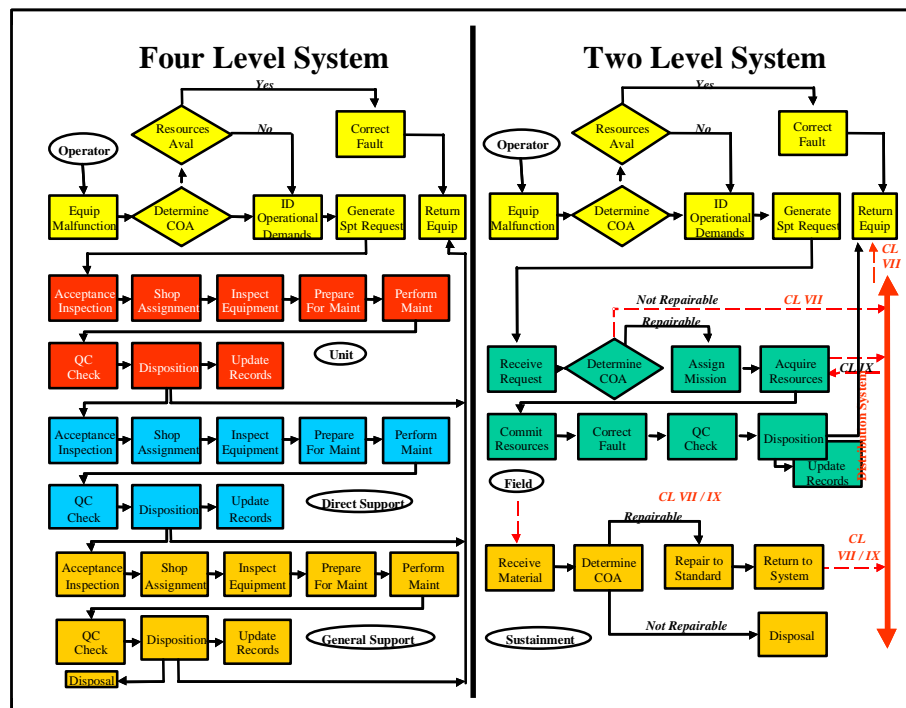 Four Level System
Yes
Resources
Aval
No
Correct
Fault
Operator
Equip
Malfunction
Determine
COA
ID
Operational
Demands
Generate
Spt Request
Return
Equip
Acceptance
Inspection
Shop
Assignment
Inspect
Equipment
Prepare
For Maint
Perform
Maint
Unit
QC
Check
Disposition
Update
Records
Acceptance
Inspection
Shop
Assignment
Inspect
Equipment
Prepare
For Maint
Perform
Maint
QC
Check
Disposition
Update
Records
Direct Support
Acceptance
Inspection
Shop
Assignment
Inspect
Equipment
Prepare
For Maint
Perform
Maint
QC
Check
Disposition
Update
Records
General Support
Disposal
Two Level System
Yes
Resources
Aval
No
Correct
Fault
Operator
Equip
Malfunction
Determine
COA
ID
Operational
Demands
Generate
Spt Request
Return
Equip
CL
VII
Not Repairable
CL VII
Repairable
Receive
Request
Determine
COA
Assign
Mission
Acquire
Resources
CL IX
Distribution System
Commit
Resources
Correct
Fault
QC
Check
Disposition
Update
Records
Field
CL VII / IX
Repairable
CL
VII / IX
Receive
Material
Determine
COA
Repair to
Standard
Return to
System
Not Repairable
Sustainment
Disposal